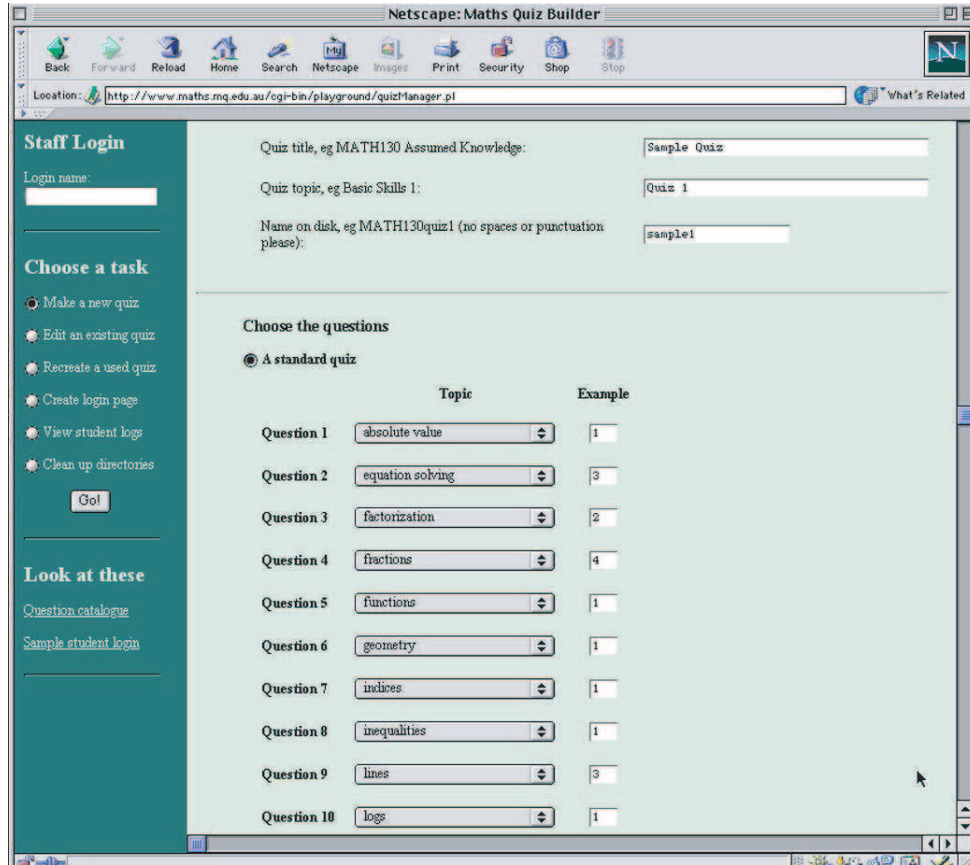 Netscape: Maths Quiz Builder
Back Forward Reload Home Search Netscape Images Print Security Shop Stop
My
N
Location: http://www.maths.mq.edu.au/cgi-bin/playground/quizManager.pl What's Related
Staff Login
Login name:
Choose a task
Make a new quiz
Edit an existing quiz
Recreate a used quiz
Create login page
View student logs
Clean up directories
Go!
Look at these
Question catalogue
Sample student login
Quiz title, eg MATH130 Assumed Knowledge: Sample Quiz
Quiz topic, eg Basic Skills 1: Quiz 1
Name on disk, eg MATH130quiz1 (no spaces or punctuation
please): sample1
Choose the questions
A standard quiz
Topic Example
Question 1 absolute value 1
Question 2 equation solving 3
Question 3 factorization 2
Question 4 fractions 4
Question 5 functions 1
Question 6 geometry 1
Question 7 indices 1
Question 8 inequalities 1
Question 9 lines 3
Question 10 logs 1